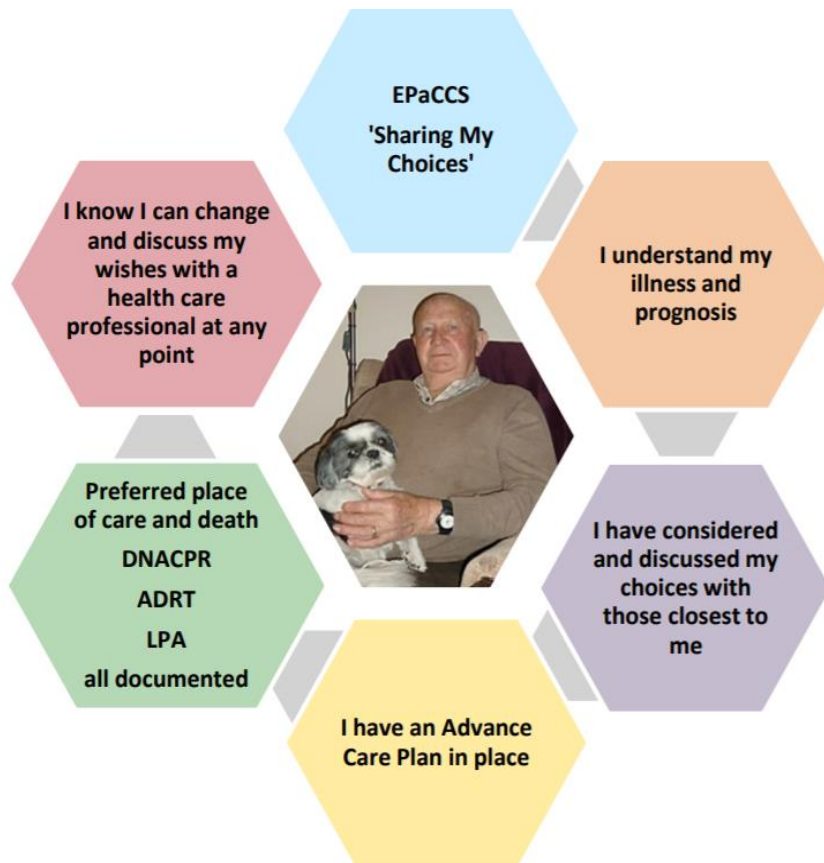 EPaCCS
'Sharing My
Choices'
I understand my
illness and
prognosis
I have considered
and discussed my
choices with
those closest to
me
I have an Advance
Care Plan in place
Preferred place
of care and death
DNACPR
ADRT
LPA
all documented
I know I can change
and discuss my
wishes with a
health care
professional at any
point